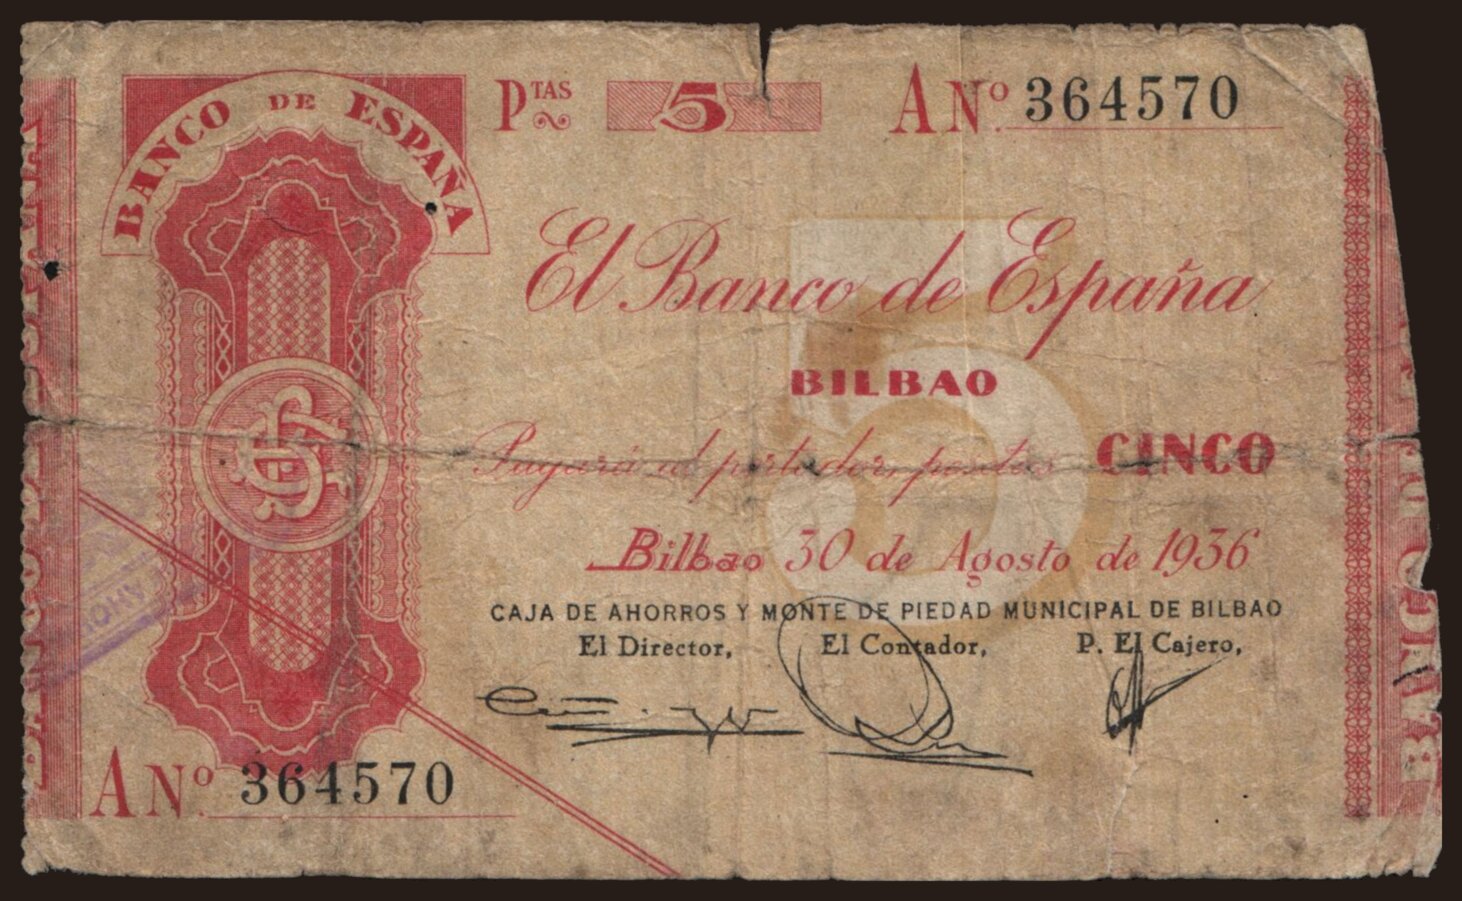 BANCO DE ESPAÑA
PTAS 5
A Nº 364570
El Banco de España
BILBAO
Pagará al portador pesetas CINCO
Bilbao 30 de Agosto de 1936
CAJA DE AHORROS Y MONTE DE PIEDAD MUNICIPAL DE BILBAO
El Director, El Contador, P. El Cajero,
A Nº 364570